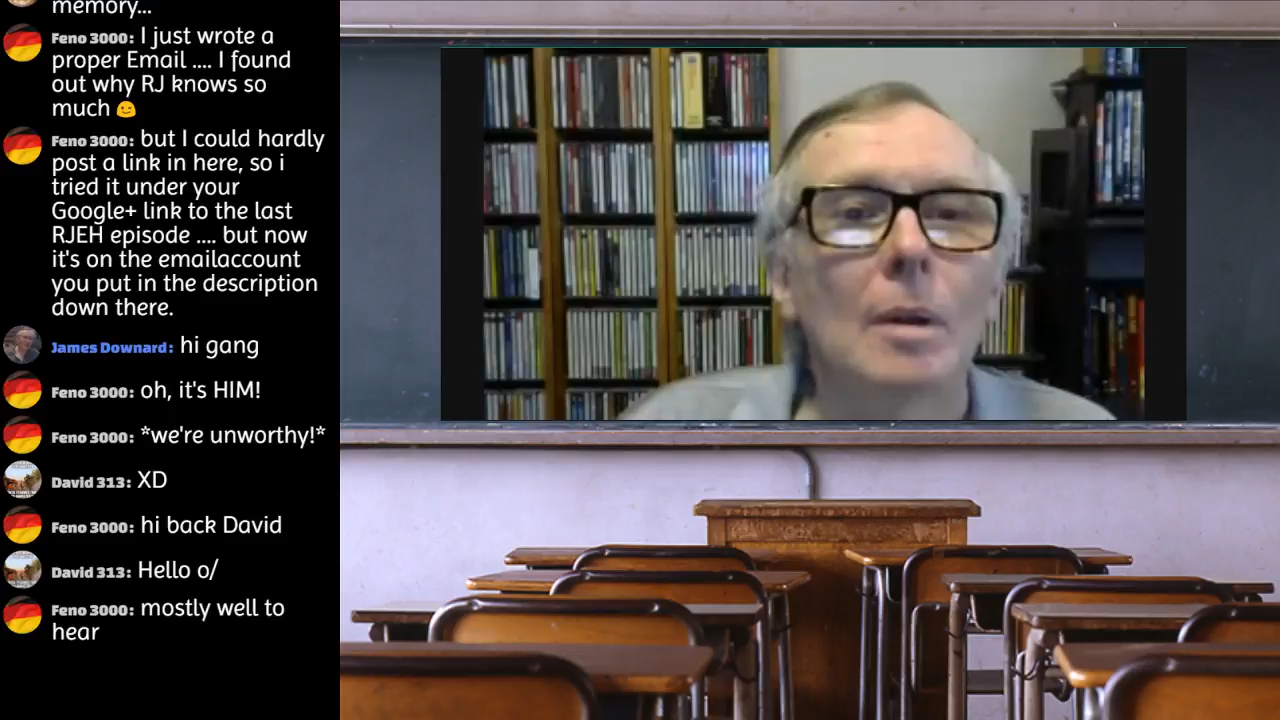 memory...
Feno 3000: I just wrote a
proper Email .... I found
out why RJ knows so
much
Feno 3000: but I could hardly
post a link in here, so i
tried it under your
Google+ link to the last
RJEH episode .... but now
it's on the emailaccount
you put in the description
down there.
James Downard: hi gang
Feno 3000: oh, it's HIM!
Feno 3000: *we're unworthy!*
David 313: XD
Feno 3000: hi back David
David 313: Hello o/
Feno 3000: mostly well to
hear